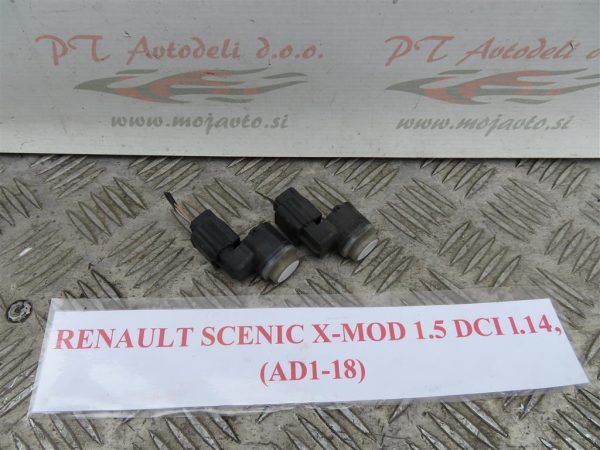 PT Avtodeli d.o.o.
www.mojavto.si
PT Avtodeli d.o.o.
www.mojavto.si
RENAULT SCENIC X-MOD 1.5 DCI l.14,
(AD1-18)